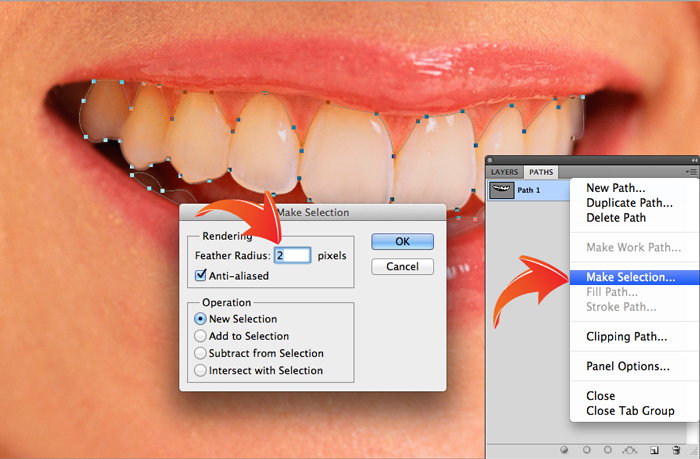 LAYERS PATHS
Path 1
New Path...
Duplicate Path...
Delete Path
Make Work Path...
Make Selection...
Fill Path...
Stroke Path...
Clipping Path...
Panel Options...
Close
Close Tab Group
Make Selection
Rendering
Feather Radius: 2 pixels
Anti-aliased
OK
Cancel
Operation
New Selection
Add to Selection
Subtract from Selection
Intersect with Selection